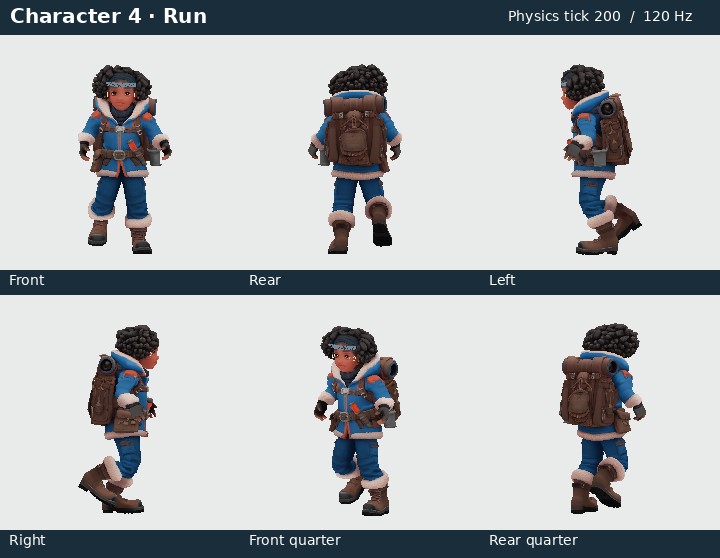 Character 4 · Run
Physics tick 200 / 120 Hz
Front
Rear
Left
Right
Front quarter
Rear quarter